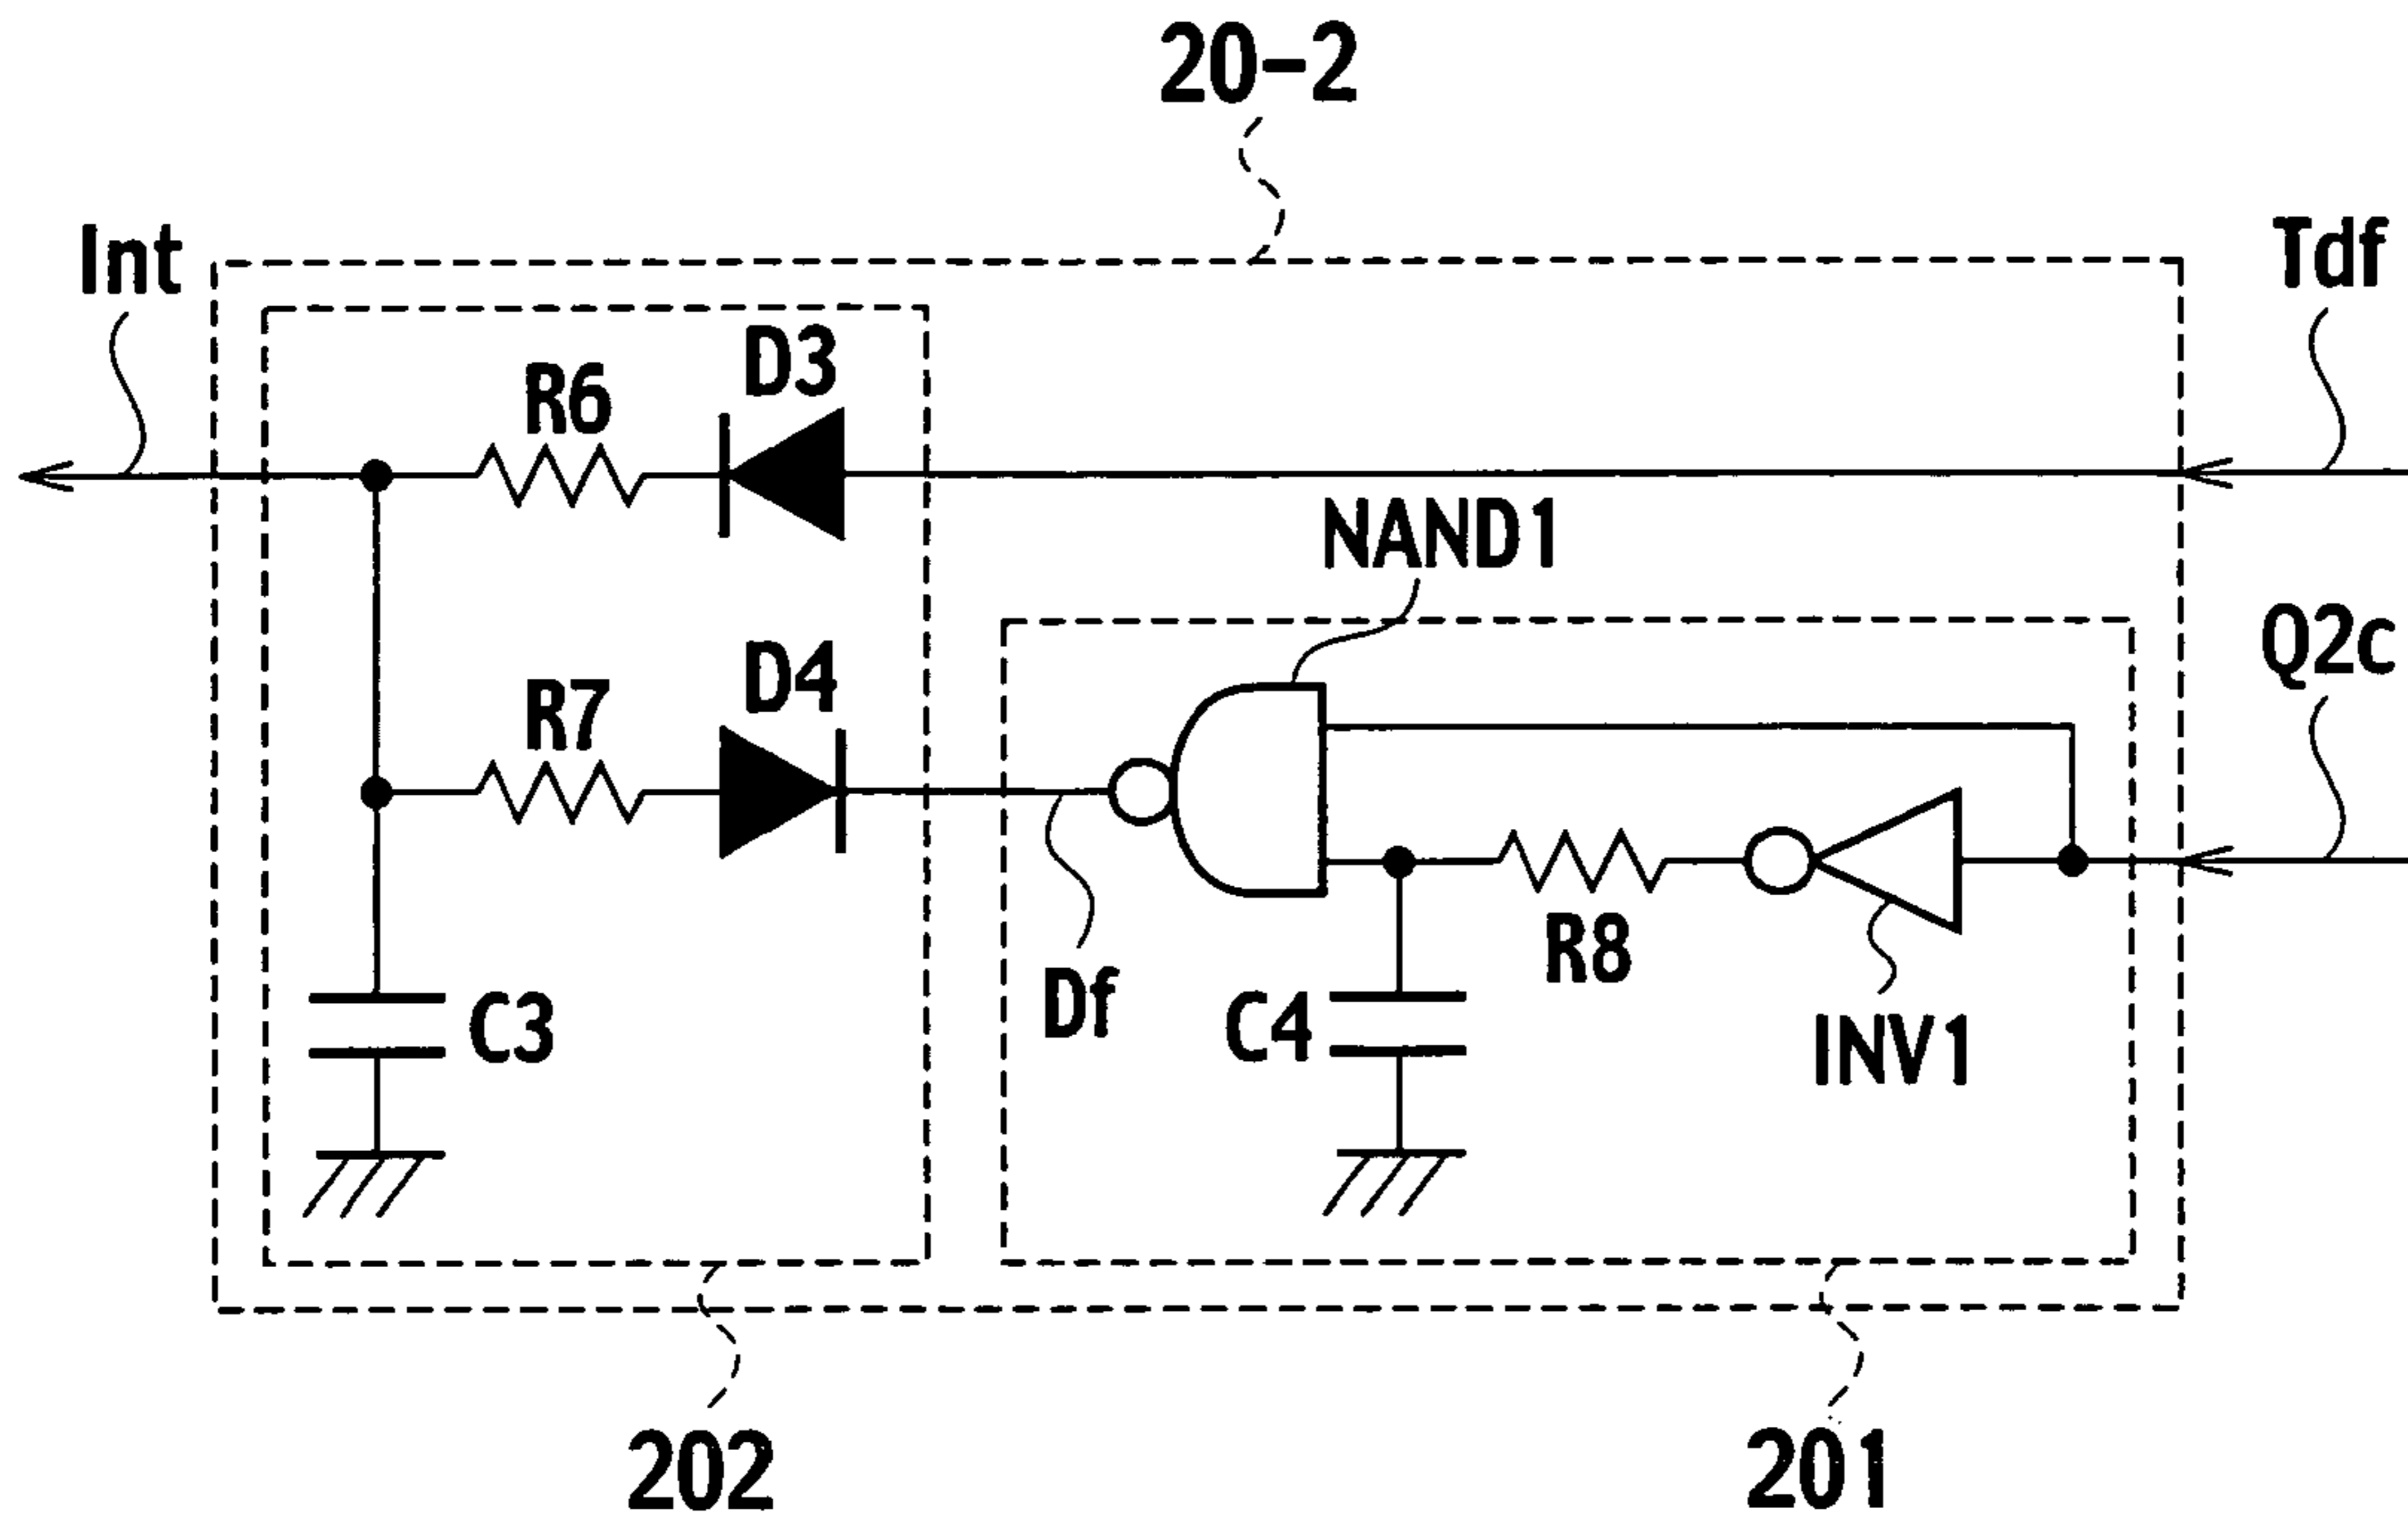 20-2
Int
Tdf
D3
R6
NAND1
Q2c
D4
R7
R8
Df
C3
C4
INV1
202
201